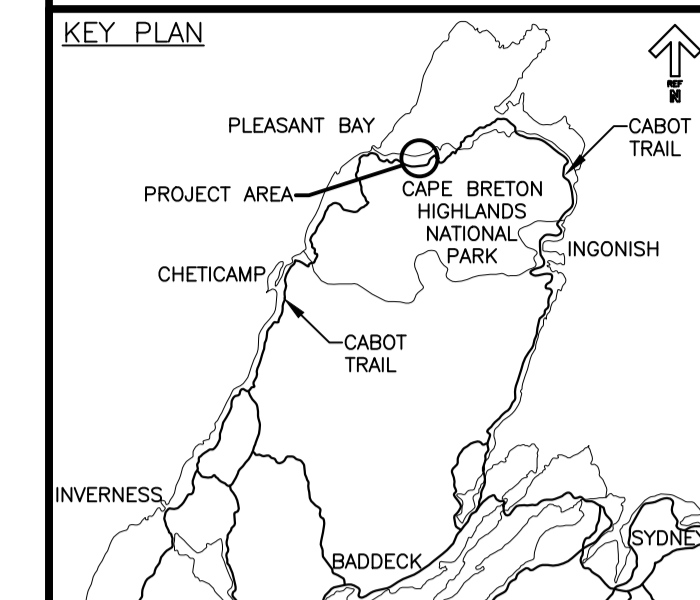 KEY PLAN
REF
N
PLEASANT BAY
CABOT
TRAIL
PROJECT AREA
CAPE BRETON
HIGHLANDS
NATIONAL
PARK
INGONISH
CHETICAMP
CABOT
TRAIL
INVERNESS
SYDNEY
BADDECK